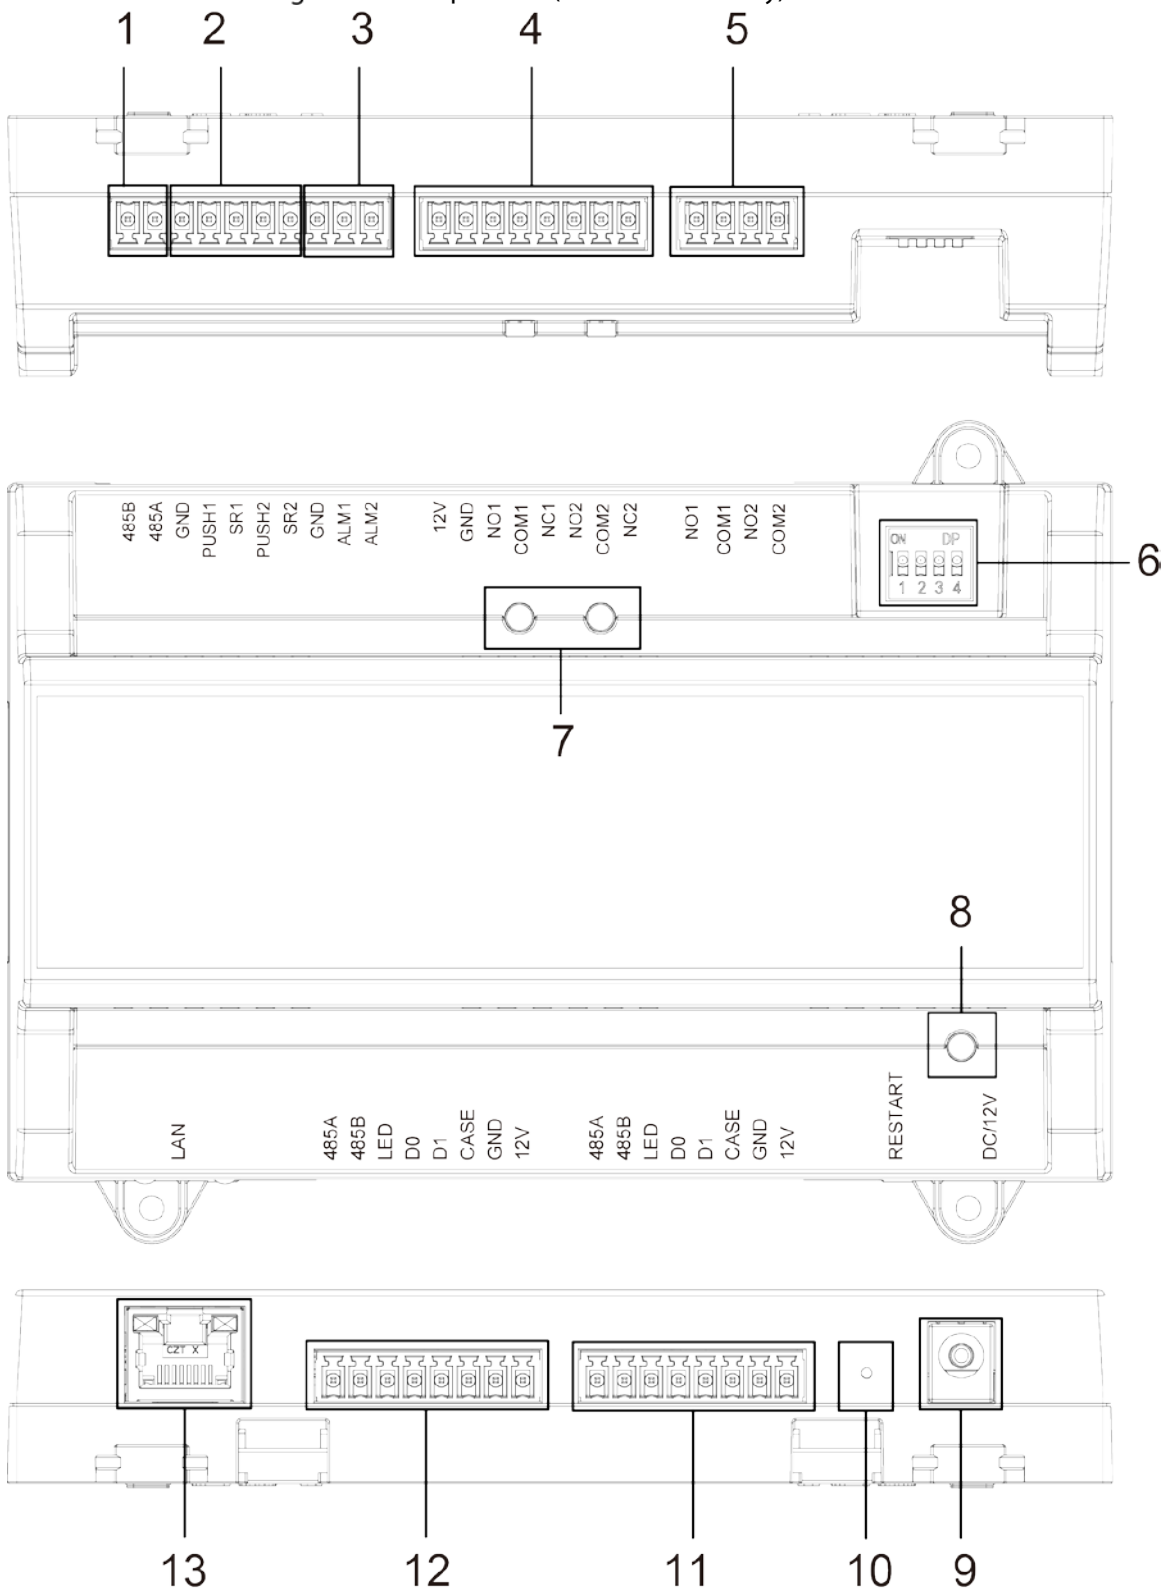 1 2 3 4 5
485B 485A GND PUSH1 SR1 PUSH2 SR2 GND ALM1 ALM2 12V GND NO1 COM1 NC1 NO2 COM2 NC2 NO1 COM1 NO2 COM2
ON DP
1 2 3 4
6
7
8
LAN 485A 485B LED D0 D1 CASE GND 12V 485A 485B LED D0 D1 CASE GND 12V RESTART DC/12V
CZT X
13 12 11 10 9